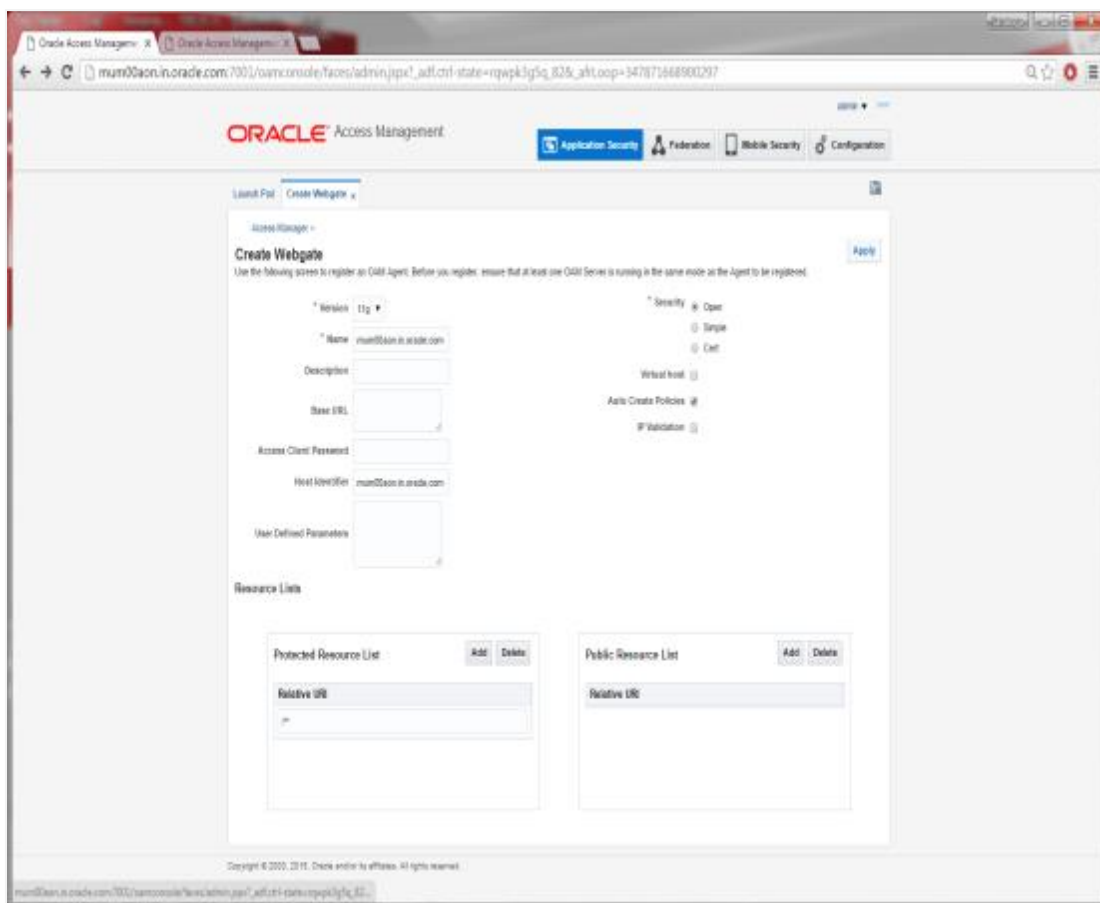 Oracle Access Manageme x
Oracle Access Manageme x
mum00aon.in.oracle.com:7001/oamconsole/faces/admin.jspx?_adf.ctrl-state=rqwpk3g5q_82&_afrLoop=347871668900297
ORACLE Access Management
Application Security
Federation
Mobile Security
Configuration
Launch Pad
Create Webgate x
Access Manager >
Create Webgate
Apply
Use the following screen to register an OAM Agent. Before you register, ensure that at least one OAM Server is running in the same mode as the Agent to be registered.
* Version 11g
* Name mum00aon.in.oracle.com
Description
Base URL
Access Client Password
Host Identifier mum00aon.in.oracle.com
User Defined Parameters
* Security Open
Simple
Cert
Virtual host
Auto Create Policies
IP Validation
Resource Lists
Protected Resource List Add Delete
Relative URI
Public Resource List Add Delete
Relative URI
Copyright © 2000, 2015, Oracle and/or its affiliates. All rights reserved.